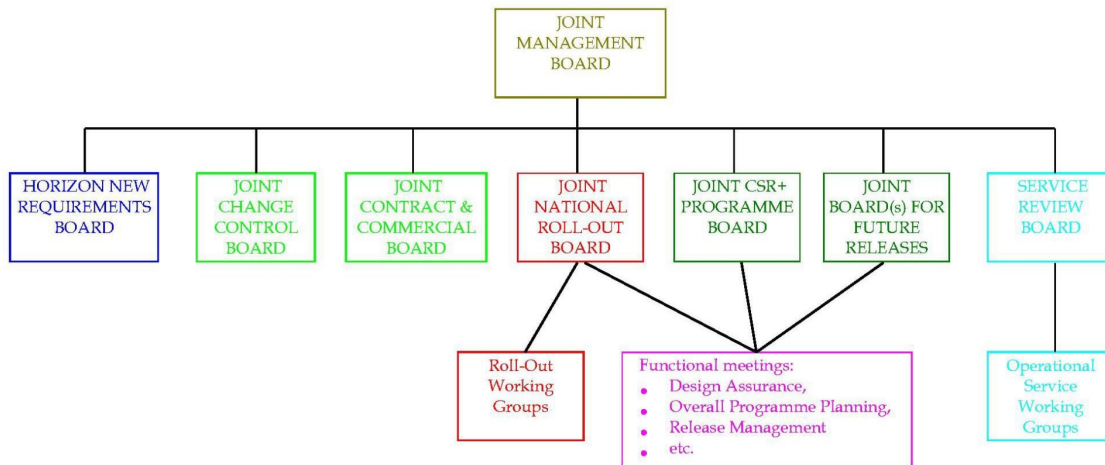 JOINT
MANAGEMENT
BOARD
HORIZON NEW
REQUIREMENTS
BOARD
JOINT
CHANGE
CONTROL
BOARD
JOINT
CONTRACT &
COMMERCIAL
BOARD
JOINT
NATIONAL
ROLL-OUT
BOARD
JOINT CSR+
PROGRAMME
BOARD
JOINT
BOARD(s) FOR
FUTURE
RELEASES
SERVICE
REVIEW
BOARD
Roll-Out
Working
Groups
Functional meetings:
• Design Assurance,
• Overall Programme Planning,
• Release Management
• etc.
Operational
Service
Working
Groups